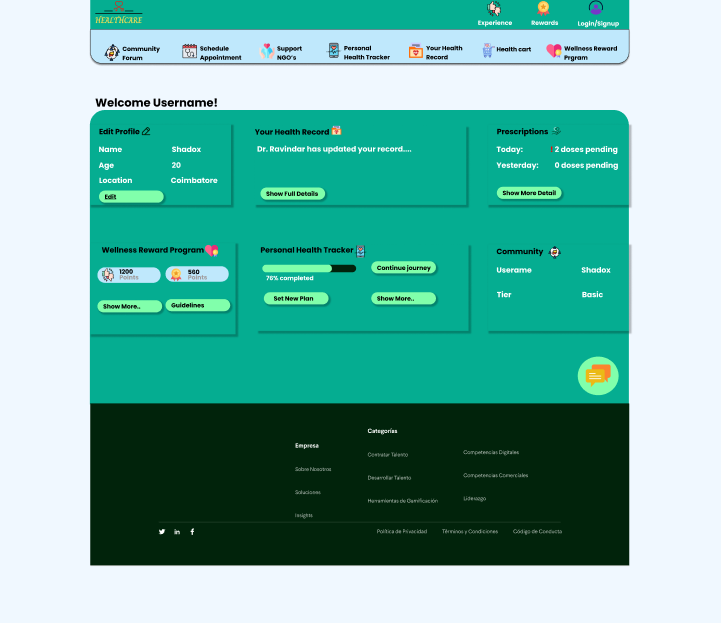 HEALTHCARE
Experience
Rewards
Login/Signup
Community
Forum
Schedule
Appointment
Support
NGO's
Personal
Health Tracker
Your Health
Record
Health cart
Wellness Reward
Prgram
Welcome Username!
Edit Profile
Name Shadox
Age 20
Location Coimbatore
Edit
Your Health Record
Dr. Ravindar has updated your record....
Show Full Details
Prescriptions
Today: 2 doses pending
Yesterday: 0 doses pending
Show More Detail
Wellness Reward Program
1200
Points
560
Points
Show More..
Guidelines
Personal Health Tracker
Continue journey
76% completed
Set New Plan
Show More..
Community
Userame Shadox
Tier Basic
Empresa
Sobre Nosotros
Soluciones
Insights
Categorías
Contratar Talento
Desarrollar Talento
Herramientas de Gamificación
Competencias Digitales
Competencias Comerciales
Liderazgo
Política de Privacidad
Términos y Condiciones
Código de Conducta